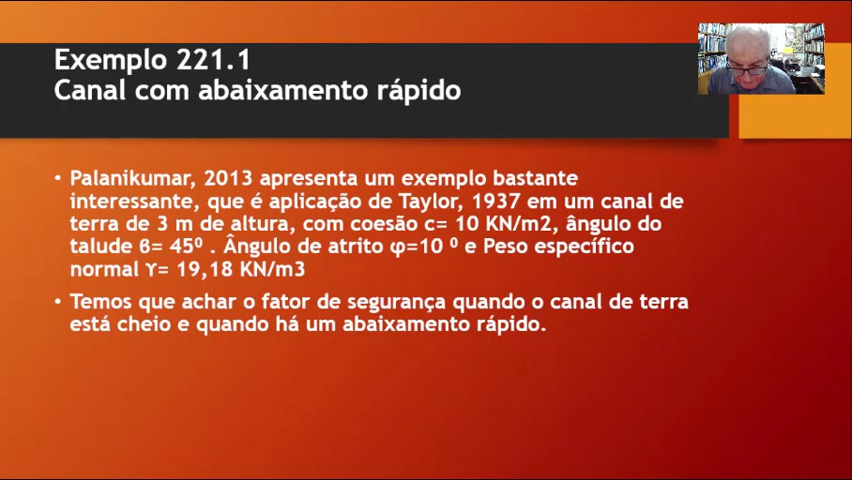 Exemplo 221.1
Canal com abaixamento rápido
• Palanikumar, 2013 apresenta um exemplo bastante
interessante, que é aplicação de Taylor, 1937 em um canal de
terra de 3 m de altura, com coesão c= 10 KN/m2, ângulo do
talude β= 45⁰ . Ângulo de atrito φ=10 ⁰ e Peso específico
normal ϒ= 19,18 KN/m3
• Temos que achar o fator de segurança quando o canal de terra
está cheio e quando há um abaixamento rápido.